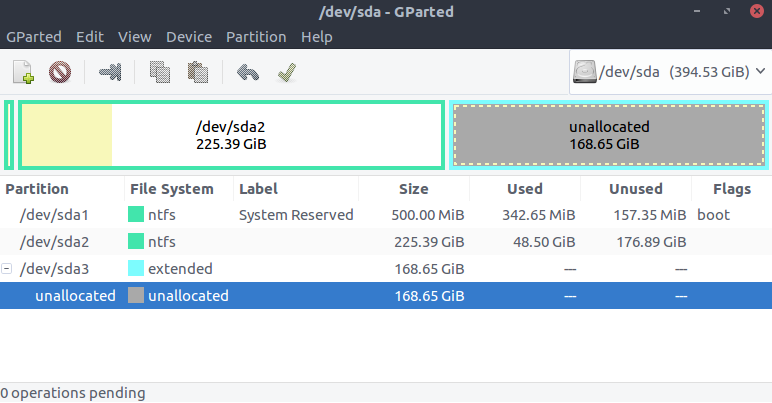 /dev/sda - GParted
GParted Edit View Device Partition Help
/dev/sda (394.53 GiB)
/dev/sda2
225.39 GiB
unallocated
168.65 GiB
Partition File System Label Size Used Unused Flags
/dev/sda1 ntfs System Reserved 500.00 MiB 342.65 MiB 157.35 MiB boot
/dev/sda2 ntfs 225.39 GiB 48.50 GiB 176.89 GiB
/dev/sda3 extended 168.65 GiB --- ---
unallocated unallocated 168.65 GiB --- ---
0 operations pending